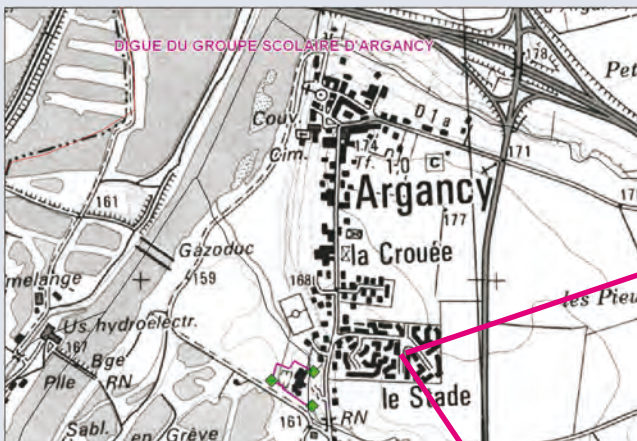 d'Argancy
DIGUE DU GROUPE SCOLAIRE D'ARGANCY
178
Pet
Couv.
D1a
Cim.
174
Tf.
1.0
C
171
Argancy
161
177
Gazoduc
la Crouée
159
168
melange
les Pieu
Us. hydroélectr.
167
Bge
Plle
RN
le Stade
161
RN
Sabl.
en Grève